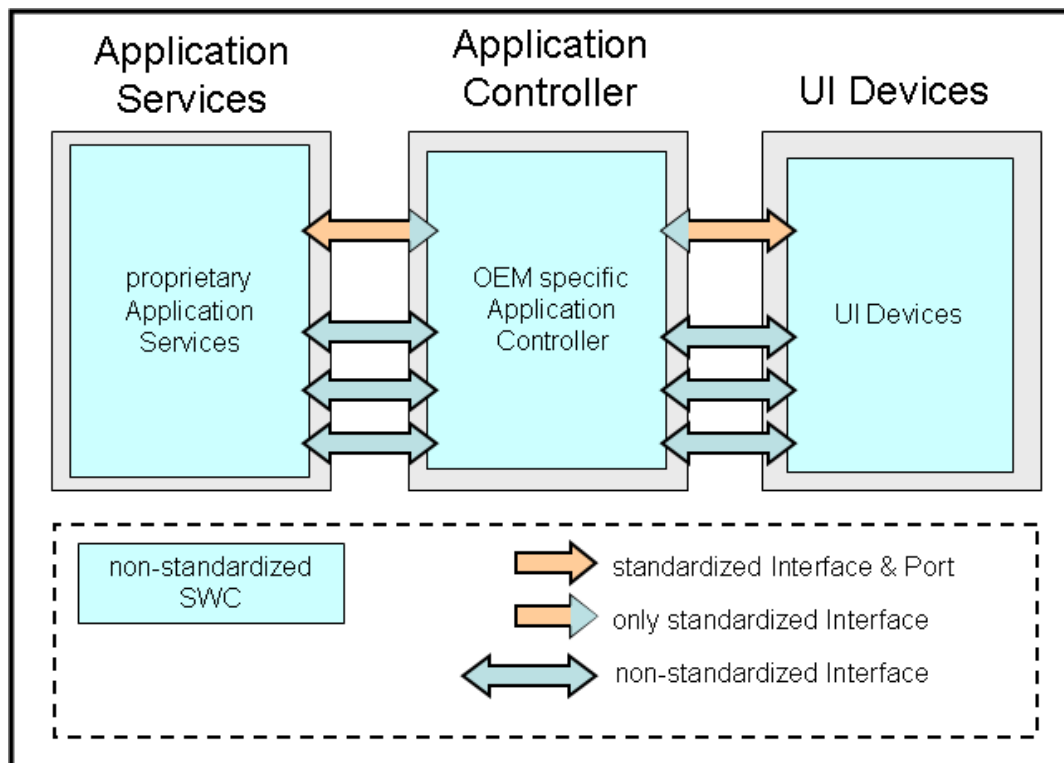 Application
Services
Application
Controller
UI Devices
proprietary
Application
Services
OEM specific
Application
Controller
UI Devices
non-standardized
SWC
standardized Interface & Port
only standardized Interface
non-standardized Interface